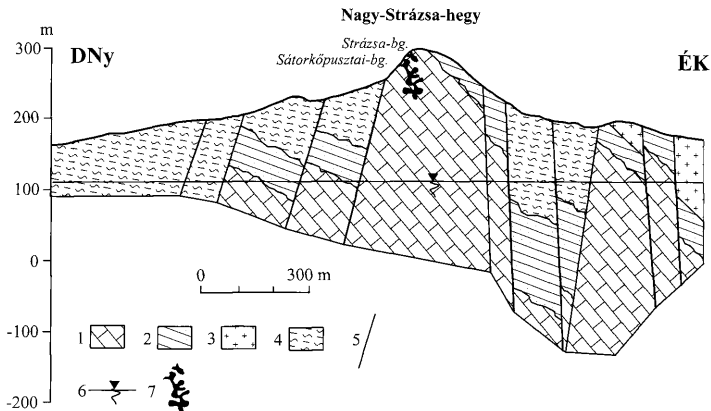 Nagy-Strázsa-hegy
m
DNy
Strázsa-bg.
Sátorkőpusztai-bg.
ÉK
300
200
100
0
-100
-200
0 300 m
1 2 3 4 5
6 7